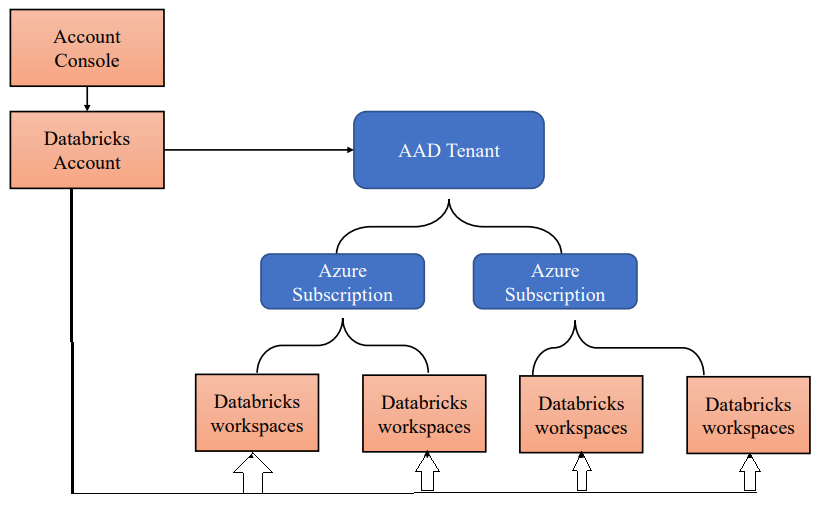 Account
Console
Databricks
Account
AAD Tenant
Azure
Subscription
Azure
Subscription
Databricks
workspaces
Databricks
workspaces
Databricks
workspaces
Databricks
workspaces